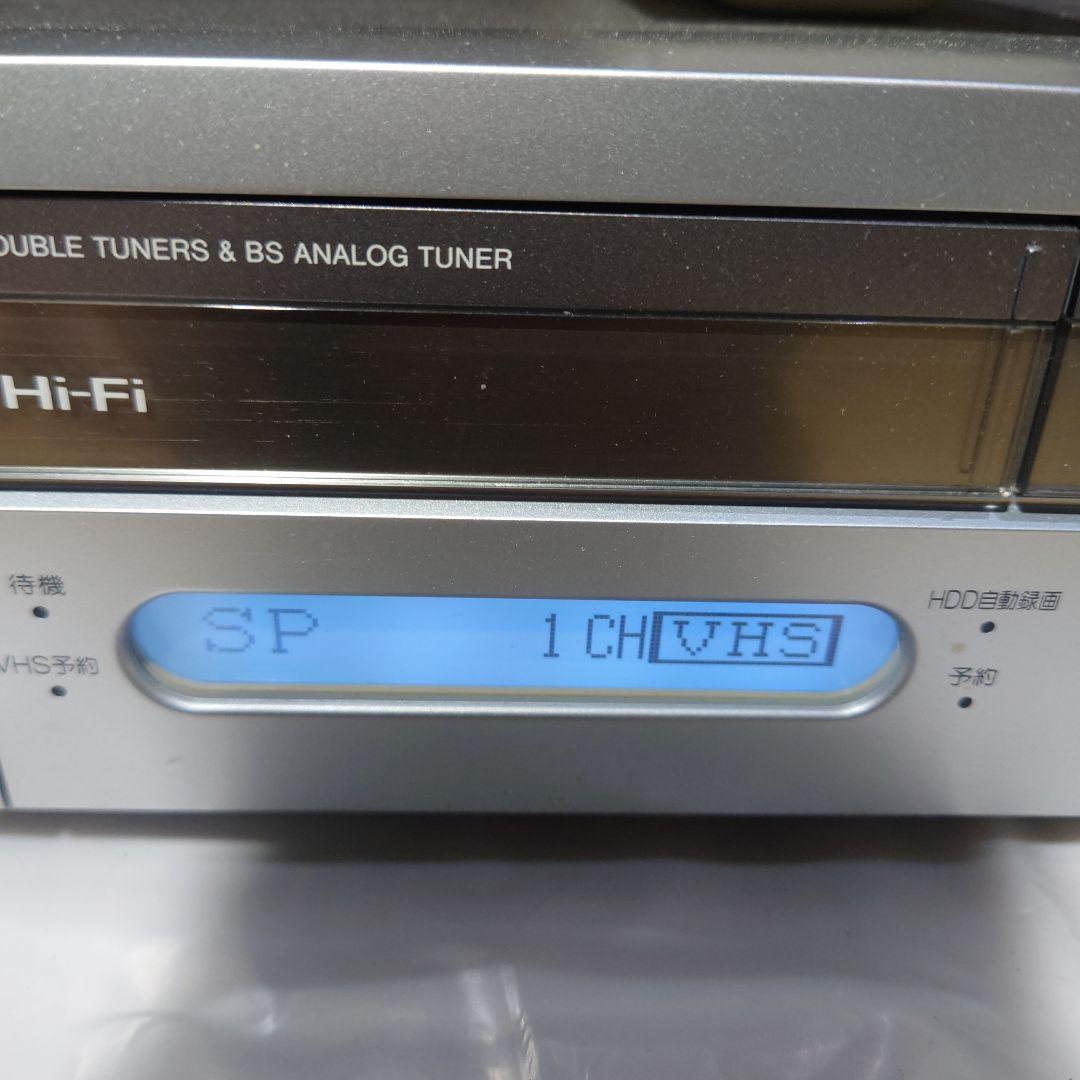 OUBLE TUNERS & BS ANALOG TUNER
Hi-Fi
待機
VHS予約
SP 1CH VHS
HDD自動録画
予約